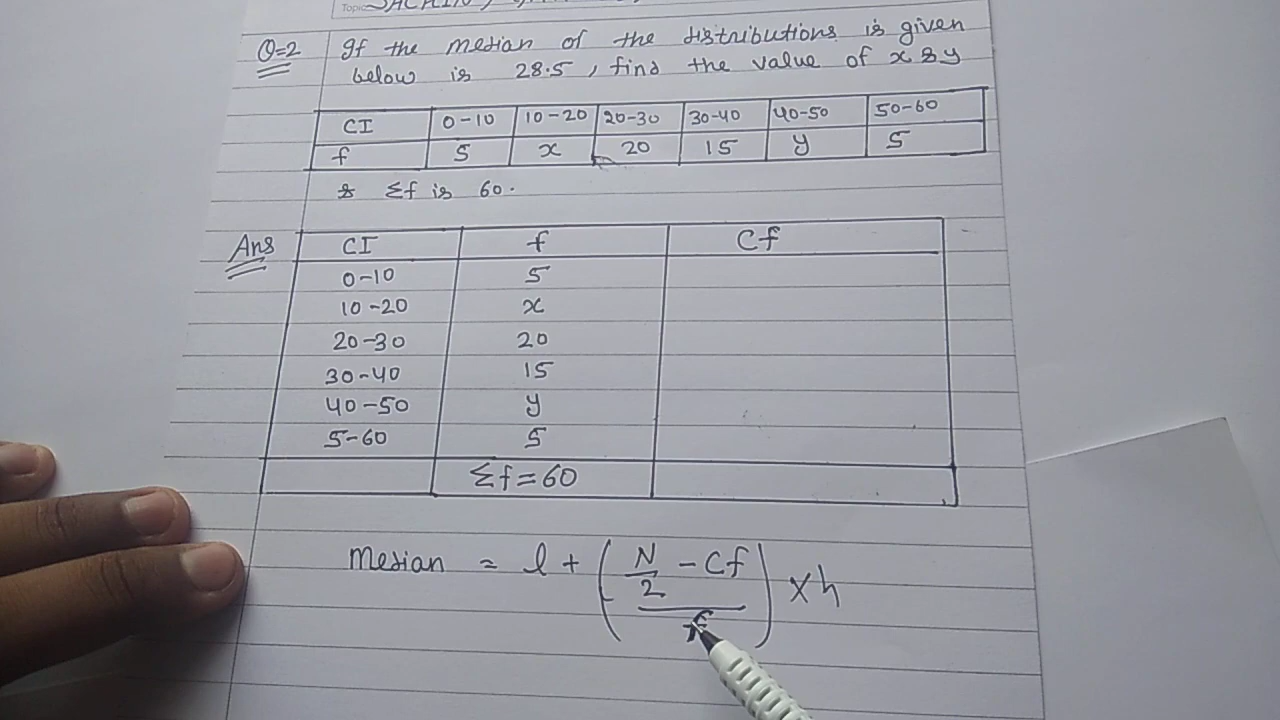 Topic
Q=2 If the median of the distributions is given
below is 28.5, find the value of x & y
CI 0-10 10-20 20-30 30-40 40-50 50-60
f 5 x 20 15 y 5
& Σf is 60.
Ans CI f Cf
0-10 5
10-20 x
20-30 20
30-40 15
40-50 y
5-60 5
Σf=60
Median = l + (N/2 - Cf / f) × h